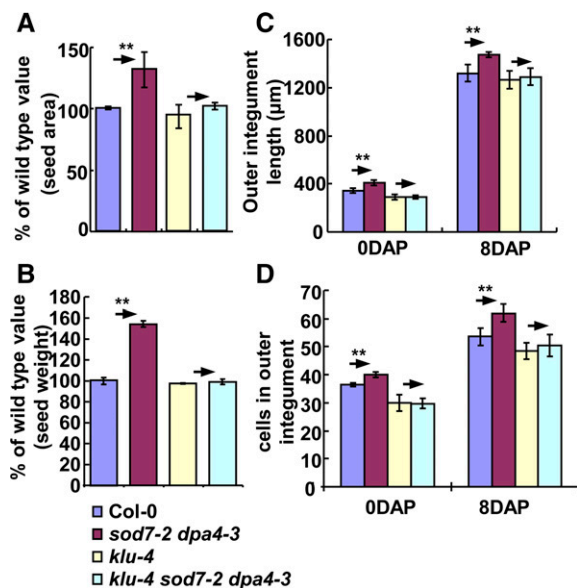 A
% of wild type value
(seed area)
150
100
50
0
**
B
% of wild type value
(seed weight)
180
160
140
120
100
80
60
40
20
0
**
C
Outer integument
length (µm)
1600
1200
800
400
0
**
**
0DAP
8DAP
D
cells in outer
integument
70
60
50
40
30
20
10
0
**
**
0DAP
8DAP
Col-0
sod7-2 dpa4-3
klu-4
klu-4 sod7-2 dpa4-3